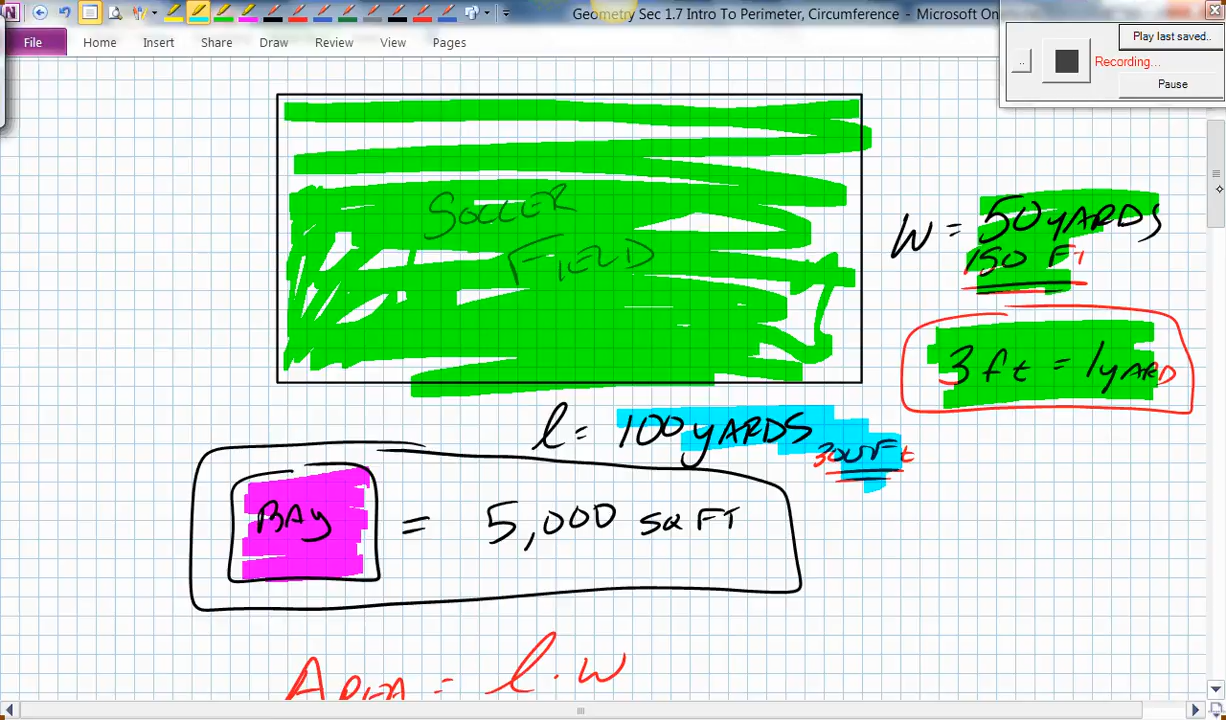 Geometry Sec 1.7 Intro To Perimeter, Circumference - Microsoft On
Play last saved..
File Home Insert Share Draw Review View Pages
.. Recording...
Pause
SOCCER
FIELD
W = 50 YARDS
150 Ft
3 ft = 1 YARD
l = 100 YARDS
300 Ft
BAY = 5,000 SQ FT
AREA = l · w